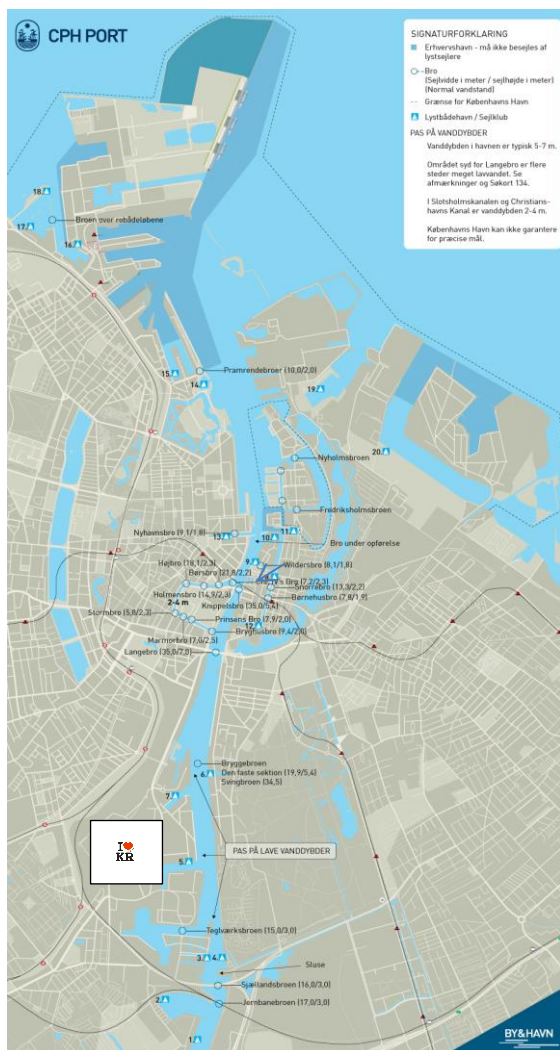 CPH PORT
SIGNATURFORKLARING
Erhvervshavn - må ikke besejles af
lystsejlere
Bro
(Sejlvidde i meter / sejlhøjde i meter)
(Normal vandstand)
Grænse for Københavns Havn
Lystbådehavn / Sejlklub
PAS PÅ VANDDYBDER
Vanddybden i havnen er typisk 5-7 m.
Området syd for Langebro er flere
steder meget lavvandet. Se
afmærkninger og Søkort 134.
I Slotsholmskanalen og Christians-
havns Kanal er vanddybden 2-4 m.
Københavns Havn kan ikke garantere
for præcise mål.
18.
17.
Broen over robådeløbene
16.
15.
14.
Pramrendebroer (10,0/2,0)
19.
20.
Nyholmsbroen
Fredriksholmsbroen
Nyhavnsbro (9,1/1,8)
13.
10.
11.
Bro under opførelse
9.
Wildersbro (8,1/1,8)
Højbro (18,1/2,3)
Børsbro (21,8/2,2)
's Bro (7,2/2,3)
Snorrebro (13,3/2,2)
Holmensbro (14,9/2,3)
Børnehusbro (7,8/1,9)
2-4 m
Knippelsbro (35,0/5,4)
Stormbro (5,8/2,3)
Prinsens Bro (7,9/2,0)
12.
Bryghusbro (9,4/2,0)
Marmorbro (7,0/2,5)
Langebro (35,0/7,0)
Bryggebroen
6.
Den faste sektion (19,9/5,4)
Svingbroen (34,5)
7.
I
KR
PAS PÅ LAVE VANDDYBDER
5.
Teglværksbroen (15,0/3,0)
3.
4.
Sluse
Sjællandsbroen (16,0/3,0)
2.
Jernbanebroen (17,0/3,0)
1.
BY&HAVN